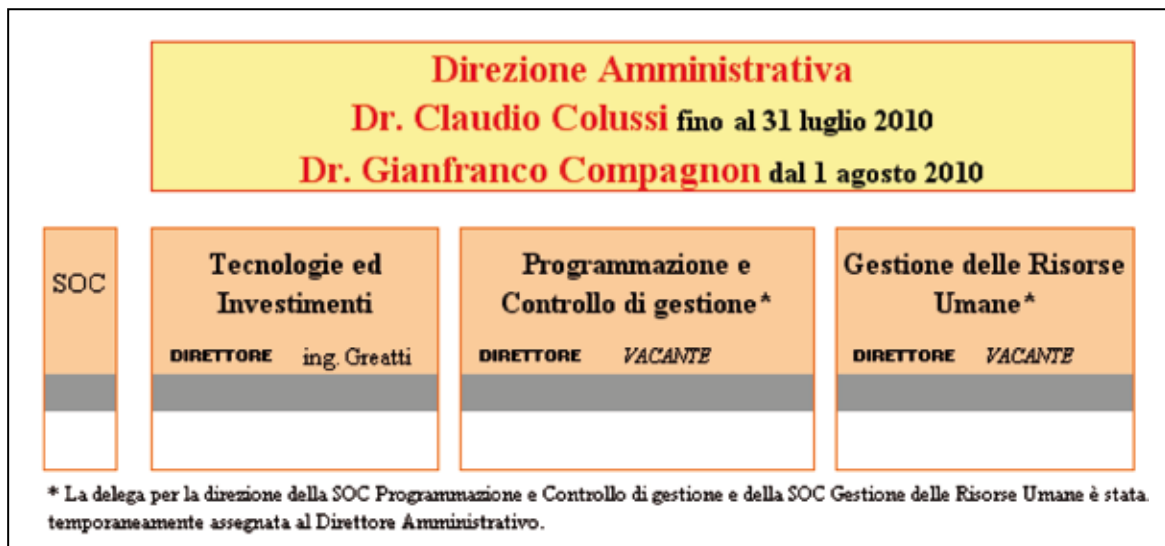 Direzione Amministrativa
Dr. Claudio Colussi fino al 31 luglio 2010
Dr. Gianfranco Compagnon dal 1 agosto 2010
SOC
Tecnologie ed
Investimenti
DIRETTORE ing. Greatti
Programmazione e
Controllo di gestione*
DIRETTORE VACANTE
Gestione delle Risorse
Umane*
DIRETTORE VACANTE
* La delega per la direzione della SOC Programmazione e Controllo di gestione e della SOC Gestione delle Risorse Umane è stata.
temporaneamente assegnata al Direttore Amministrativo.